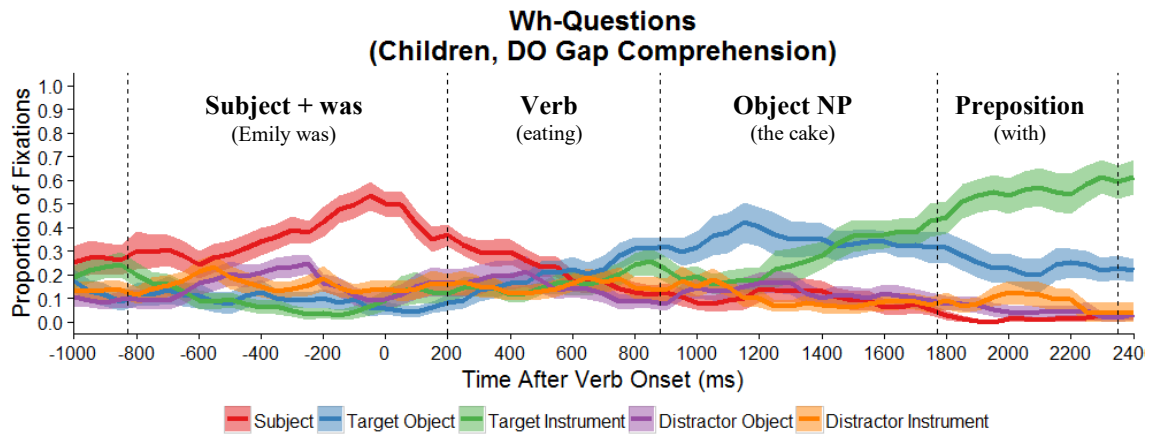 Wh-Questions
(Children, DO Gap Comprehension)
Subject + was
(Emily was)
Verb
(eating)
Object NP
(the cake)
Preposition
(with)
Proportion of Fixations
1.0
0.9
0.8
0.7
0.6
0.5
0.4
0.3
0.2
0.1
0.0
-1000 -800 -600 -400 -200 0 200 400 600 800 1000 1200 1400 1600 1800 2000 2200 240
Time After Verb Onset (ms)
Subject Target Object Target Instrument Distractor Object Distractor Instrument